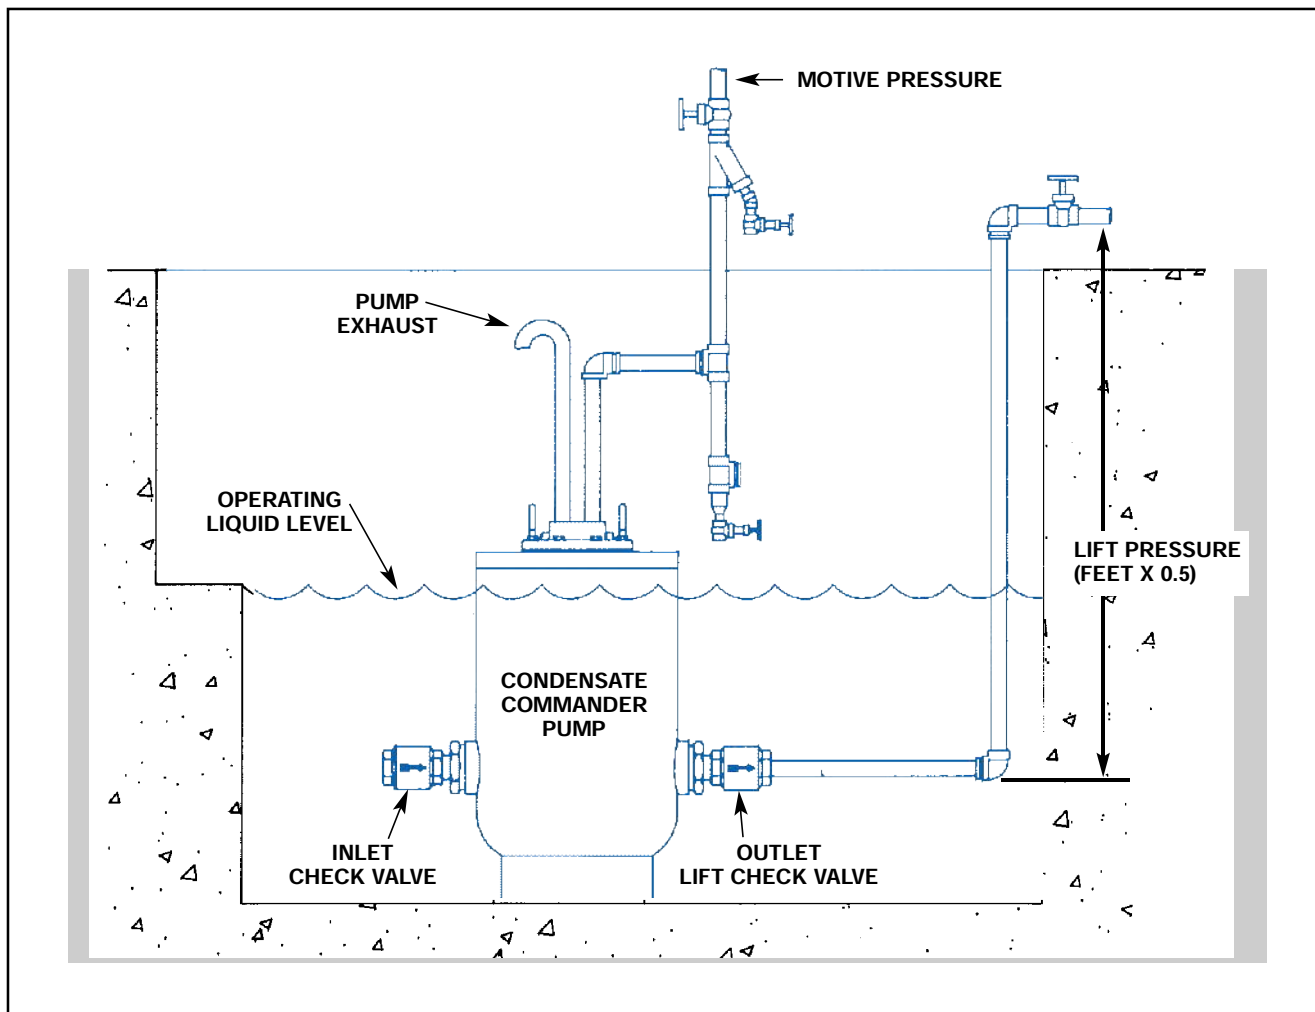 MOTIVE PRESSURE
PUMP
EXHAUST
OPERATING
LIQUID LEVEL
LIFT PRESSURE
(FEET X 0.5)
CONDENSATE
COMMANDER
PUMP
INLET
CHECK VALVE
OUTLET
LIFT CHECK VALVE